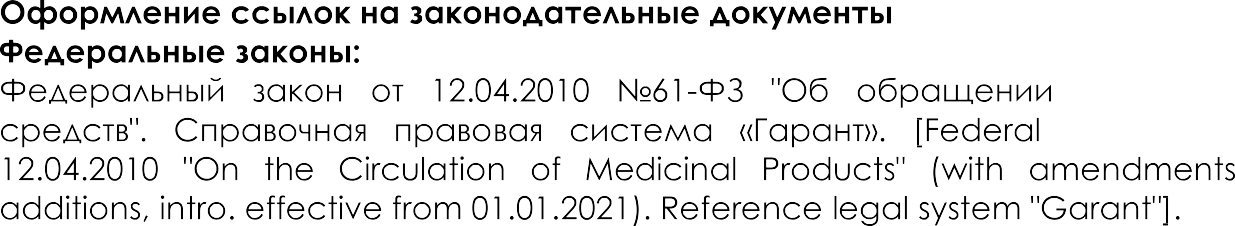 Оформление ссылок на законодательные документы
Федеральные законы:
Федеральный закон от 12.04.2010 №61-ФЗ "Об обращении
средств". Справочная правовая система «Гарант». [Federal
12.04.2010 "On the Circulation of Medicinal Products" (with amendments
additions, intro. effective from 01.01.2021). Reference legal system "Garant"].